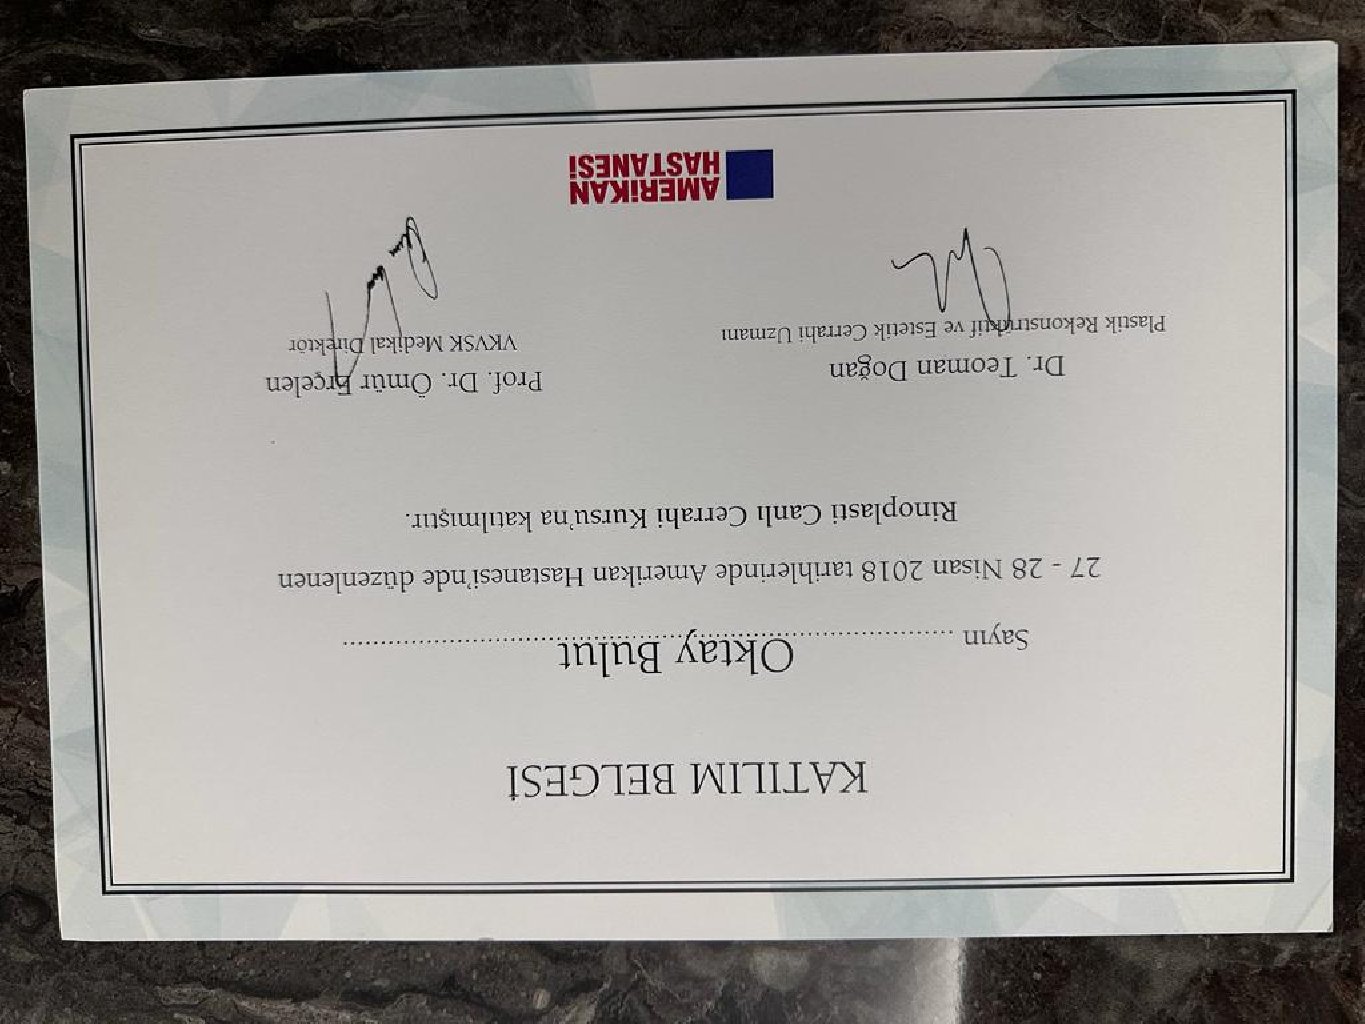 KATILIM BELGESİ
Sayın ........................................................................
Oktay Bulut
27 - 28 Nisan 2018 tarihlerinde Amerikan Hastanesi'nde düzenlenen
Rinoplasti Canlı Cerrahi Kursu'na katılmıştır.
Dr. Teoman Doğan
Plastik Rekonstrüktif ve Estetik Cerrahi Uzmanı
Prof. Dr. Ömür Erçelen
VKVSK Medikal Direktör
AMERİKAN
HASTANESİ